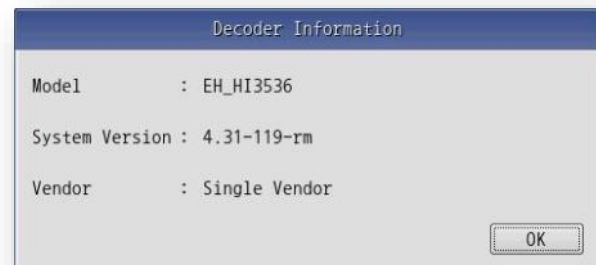 Decoder Information
Model : EH_HI3536
System Version : 4.31-119-rm
Vendor : Single Vendor
OK